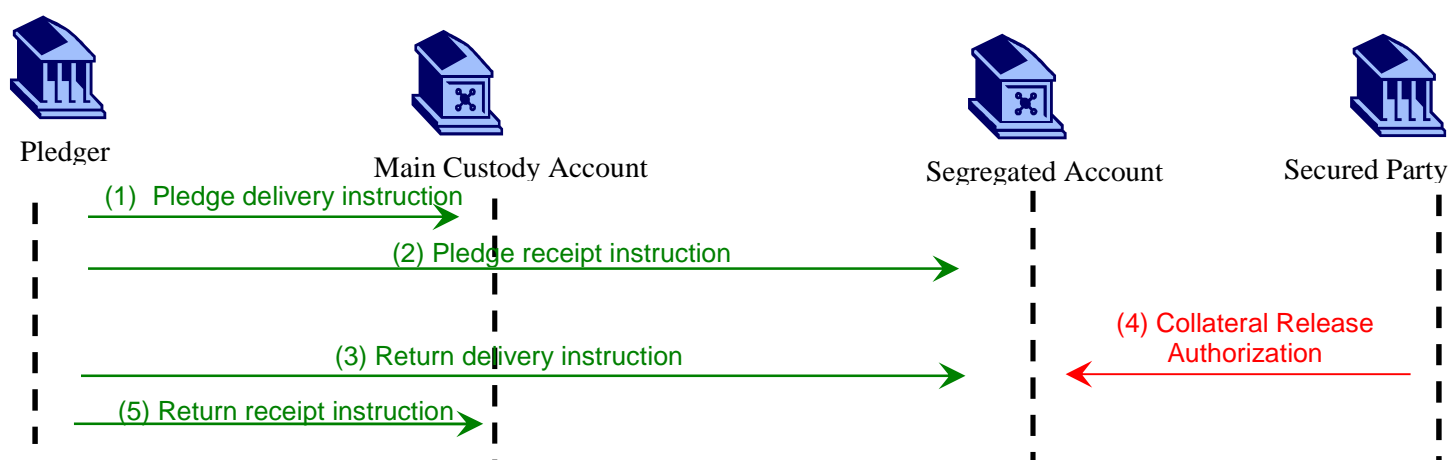 Pledger
Main Custody Account
Segregated Account
Secured Party
(1) Pledge delivery instruction
(2) Pledge receipt instruction
(3) Return delivery instruction
(4) Collateral Release
Authorization
(5) Return receipt instruction